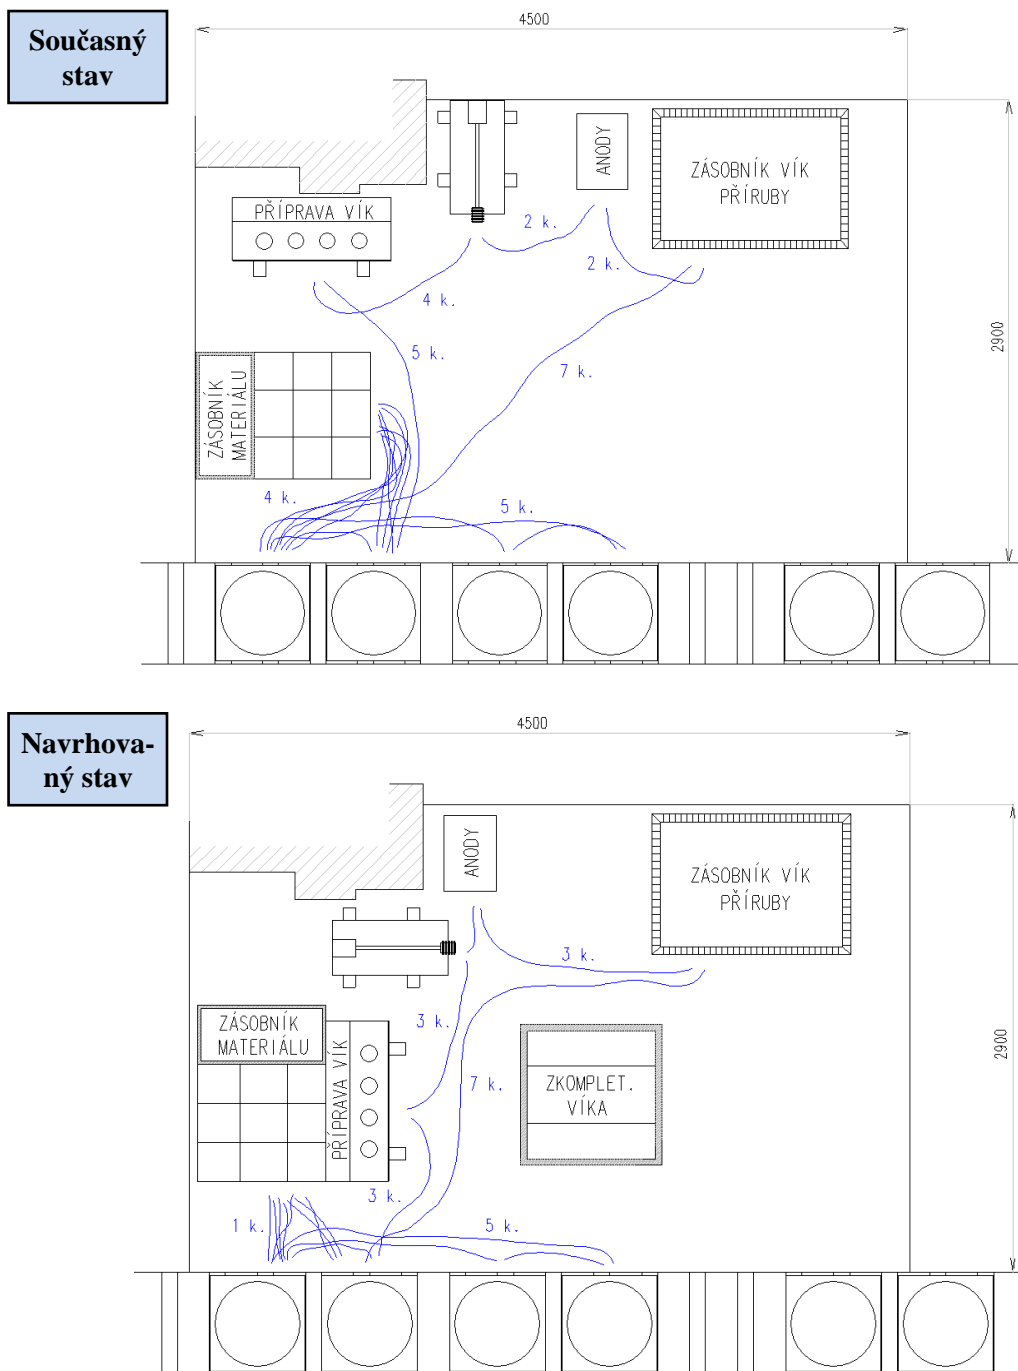 Současný
stav
4500
ANODY
ZÁSOBNÍK VÍK
PŘÍRUBY
PŘÍPRAVA VÍK
2 k.
2 k.
4 k.
2900
5 k.
7 k.
ZÁSOBNÍK
MATERIÁLU
4 k.
5 k.
Navrhova-
ný stav
4500
ANODY
ZÁSOBNÍK VÍK
PŘÍRUBY
3 k.
ZÁSOBNÍK
MATERIÁLU
3 k.
2900
PŘÍPRAVA VÍK
7 k.
ZKOMPLET.
VÍKA
3 k.
1 k.
5 k.